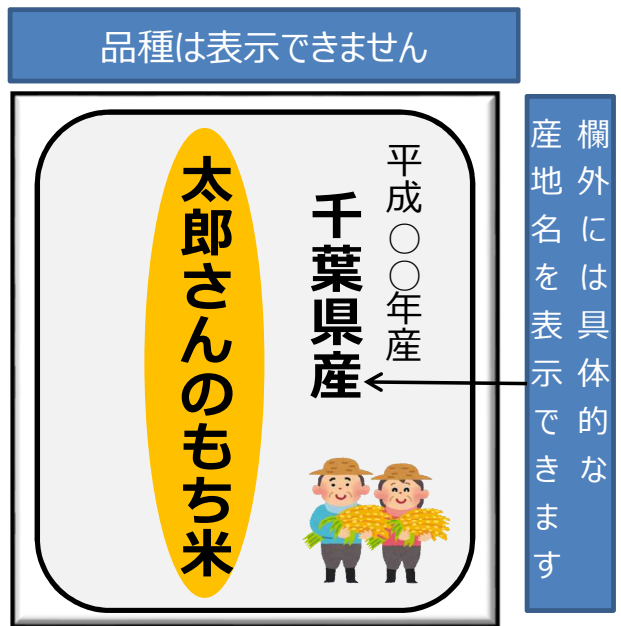 品種は表示できません
欄外には具体的な
産地名を表示できます
平成○○年産
千葉県産
太郎さんのもち米